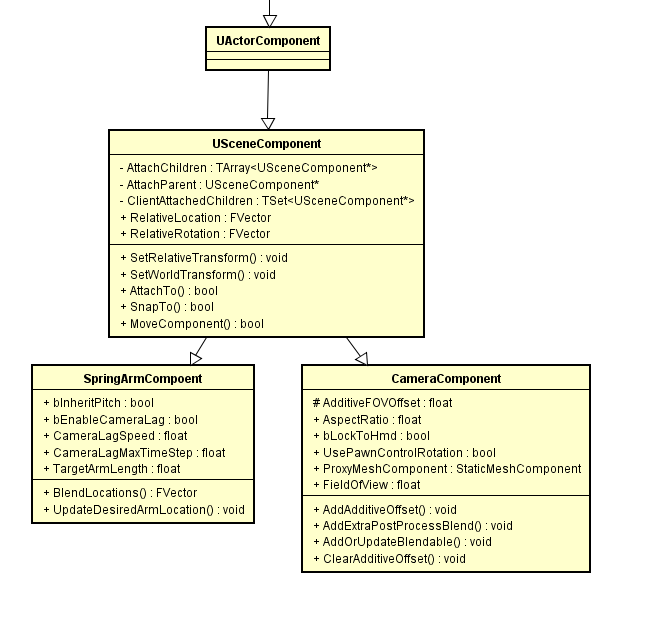 UActorComponent
USceneComponent
- AttachChildren : TArray<USceneComponent*>
- AttachParent : USceneComponent*
- ClientAttachedChildren : TSet<USceneComponent*>
+ RelativeLocation : FVector
+ RelativeRotation : FVector
+ SetRelativeTransform() : void
+ SetWorldTransform() : void
+ AttachTo() : bool
+ SnapTo() : bool
+ MoveComponent() : bool
SpringArmCompoent
+ bInheritPitch : bool
+ bEnableCameraLag : bool
+ CameraLagSpeed : float
+ CameraLagMaxTimeStep : float
+ TargetArmLength : float
+ BlendLocations() : FVector
+ UpdateDesiredArmLocation() : void
CameraComponent
# AdditiveFOVOffset : float
+ AspectRatio : float
+ bLockToHmd : bool
+ UsePawnControlRotation : bool
+ ProxyMeshComponent : StaticMeshComponent
+ FieldOfView : float
+ AddAdditiveOffset() : void
+ AddExtraPostProcessBlend() : void
+ AddOrUpdateBlendable() : void
+ ClearAdditiveOffset() : void